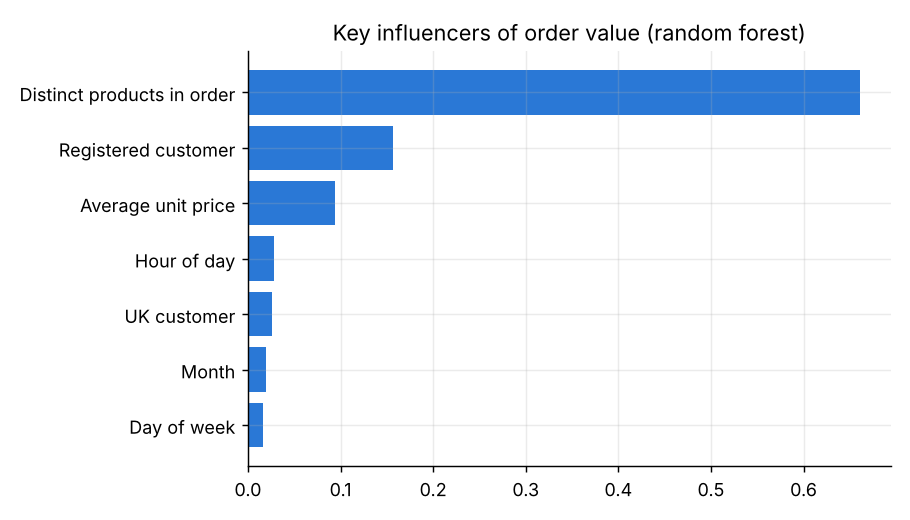 Key influencers of order value (random forest)
Distinct products in order
Registered customer
Average unit price
Hour of day
UK customer
Month
Day of week
0.0 0.1 0.2 0.3 0.4 0.5 0.6